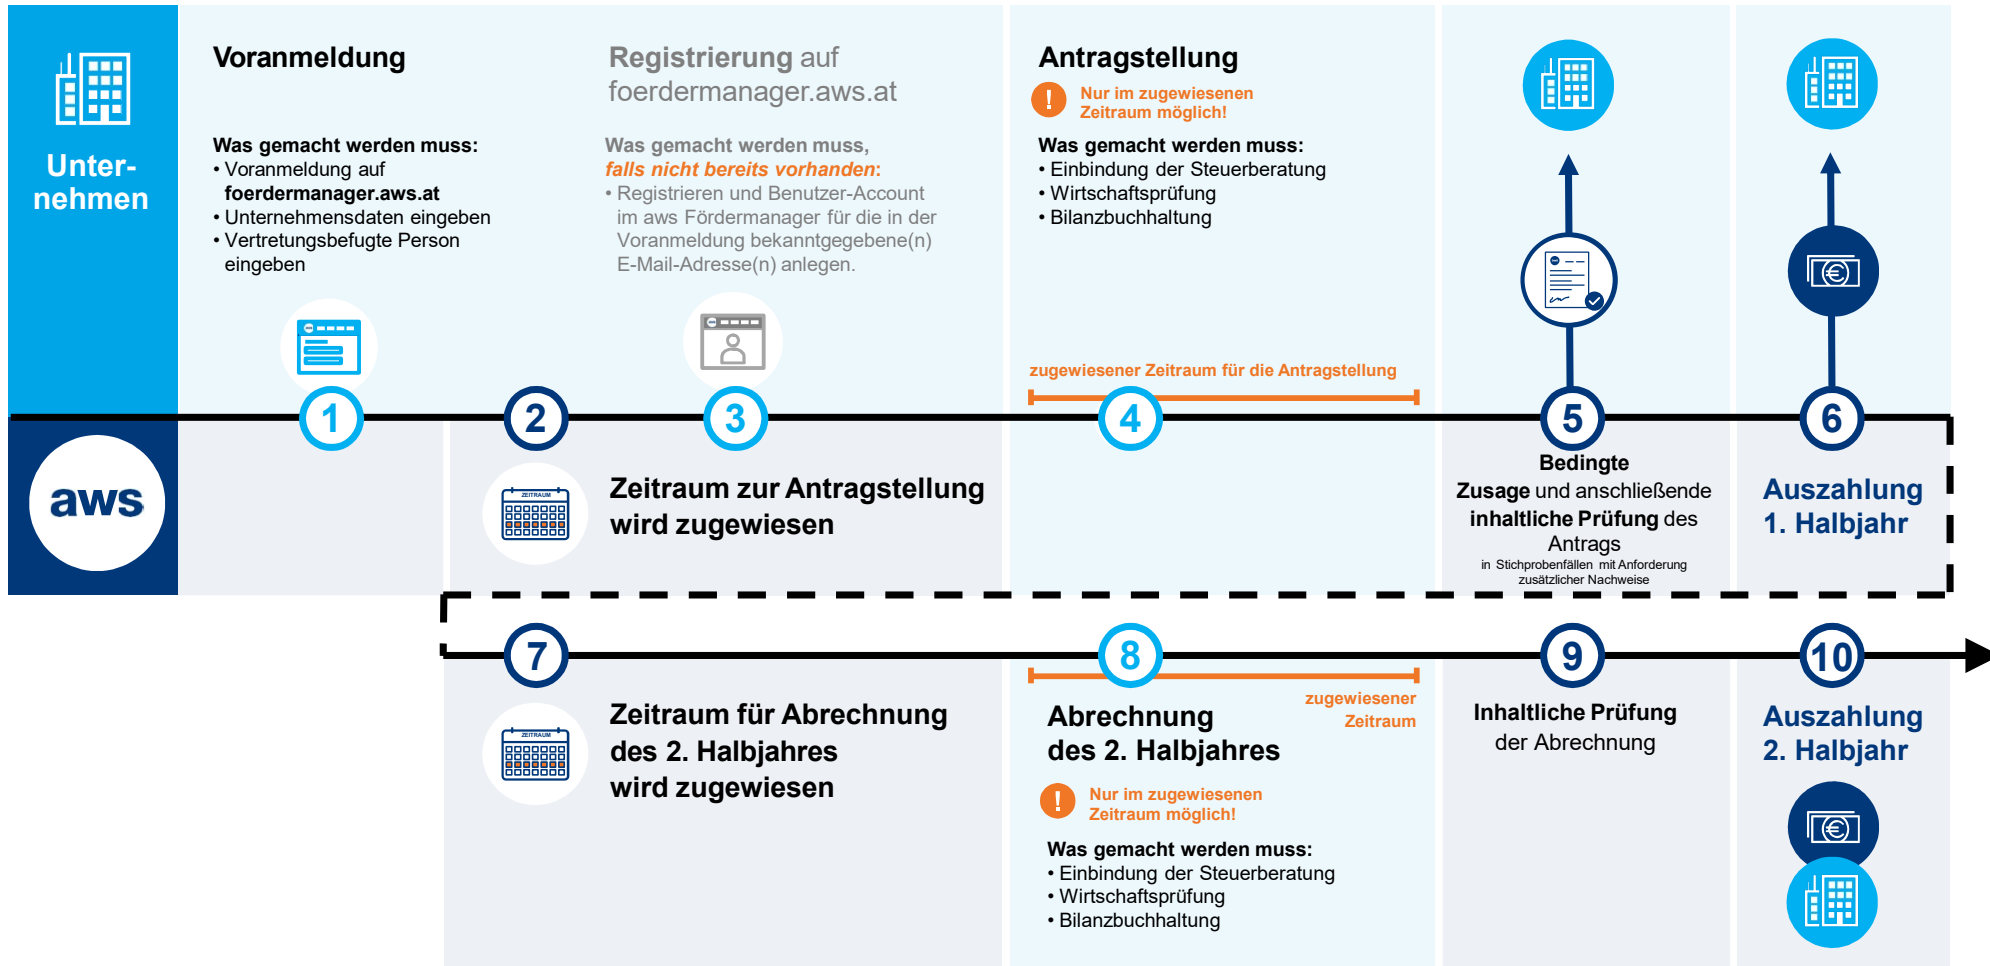 Unter-
nehmen
Voranmeldung
Was gemacht werden muss:
• Voranmeldung auf
foerdermanager.aws.at
• Unternehmensdaten eingeben
• Vertretungsbefugte Person
eingeben
Registrierung auf
foerdermanager.aws.at
Was gemacht werden muss,
falls nicht bereits vorhanden:
• Registrieren und Benutzer-Account
im aws Fördermanager für die in der
Voranmeldung bekanntgegebene(n)
E-Mail-Adresse(n) anlegen.
Antragstellung
! Nur im zugewiesenen
Zeitraum möglich!
Was gemacht werden muss:
• Einbindung der Steuerberatung
• Wirtschaftsprüfung
• Bilanzbuchhaltung
zugewiesener Zeitraum für die Antragstellung
1
2
3
4
5
6
aws
ZEITRAUM
Zeitraum zur Antragstellung
wird zugewiesen
Bedingte
Zusage und anschließende
inhaltliche Prüfung des
Antrags
in Stichprobenfällen mit Anforderung
zusätzlicher Nachweise
Auszahlung
1. Halbjahr
7
8
9
10
ZEITRAUM
Zeitraum für Abrechnung
des 2. Halbjahres
wird zugewiesen
zugewiesener
Zeitraum
Abrechnung
des 2. Halbjahres
! Nur im zugewiesenen
Zeitraum möglich!
Was gemacht werden muss:
• Einbindung der Steuerberatung
• Wirtschaftsprüfung
• Bilanzbuchhaltung
Inhaltliche Prüfung
der Abrechnung
Auszahlung
2. Halbjahr